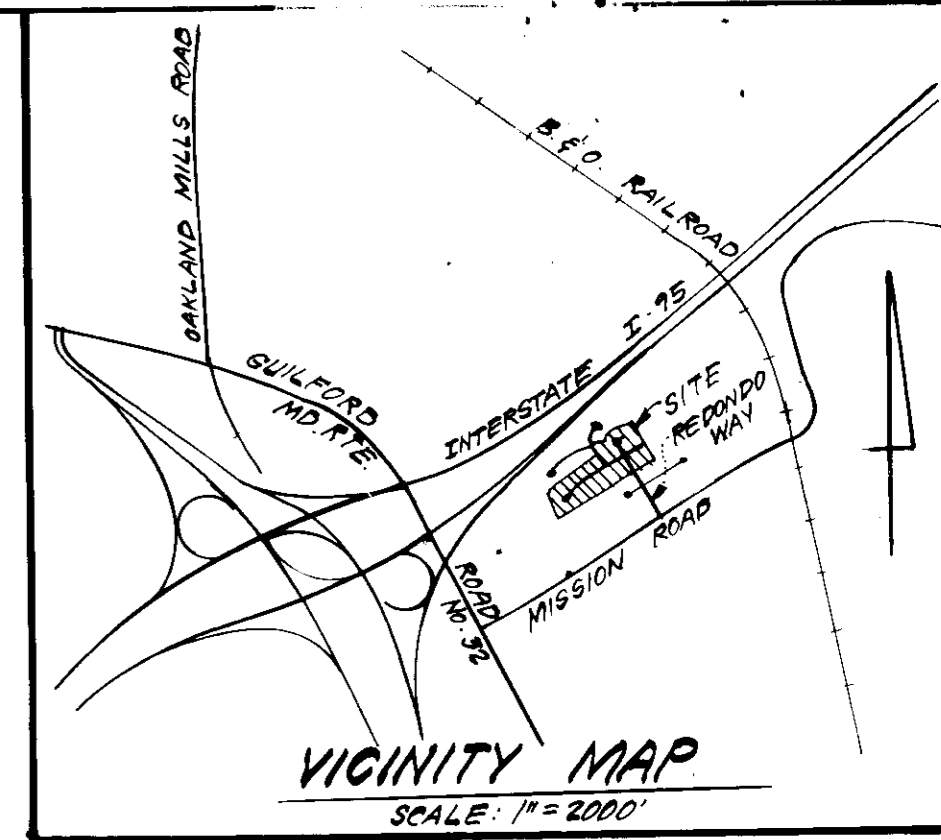 OAKLAND MILLS ROAD
B. & O. RAILROAD
INTERSTATE I-95
GUILFORD ROAD
MD. RTE. NO. 32
SITE
REDONDO
WAY
MISSION ROAD
VICINITY MAP
SCALE: 1" = 2000'